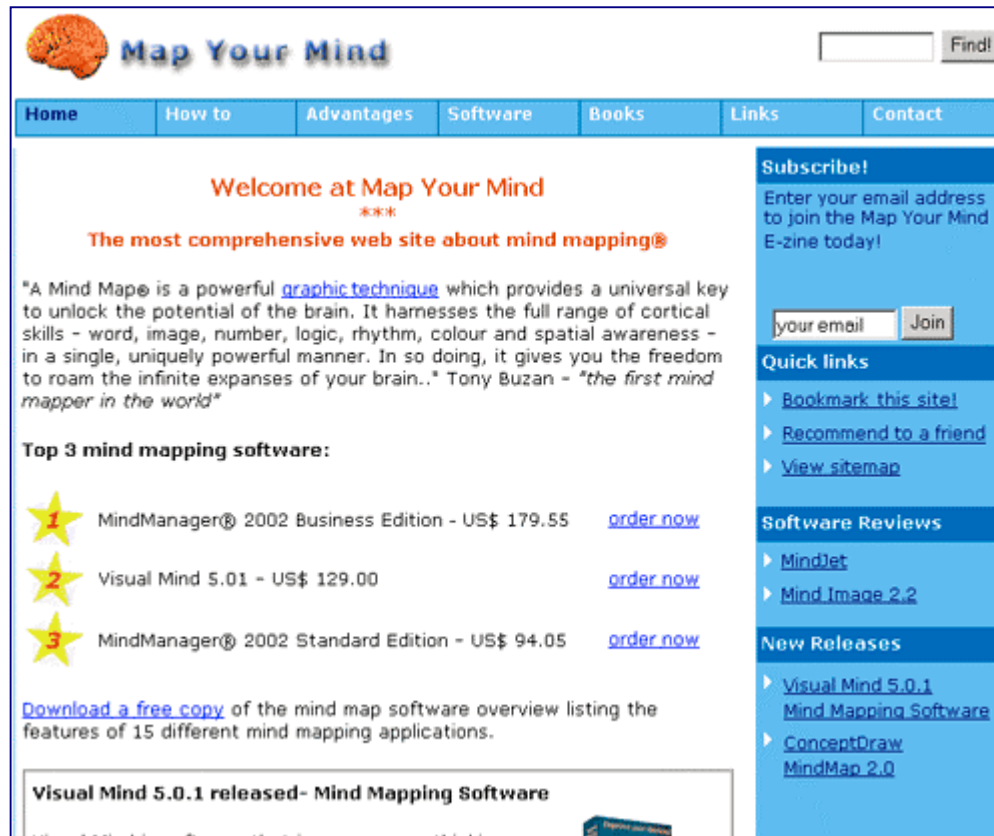 Map Your Mind
Find!
Home How to Advantages Software Books Links Contact
Welcome at Map Your Mind
***
The most comprehensive web site about mind mapping®
"A Mind Map® is a powerful graphic technique which provides a universal key
to unlock the potential of the brain. It harnesses the full range of cortical
skills - word, image, number, logic, rhythm, colour and spatial awareness -
in a single, uniquely powerful manner. In so doing, it gives you the freedom
to roam the infinite expanses of your brain.." Tony Buzan - "the first mind
mapper in the world"
Top 3 mind mapping software:
1 MindManager® 2002 Business Edition - US$ 179.55 order now
2 Visual Mind 5.01 - US$ 129.00 order now
3 MindManager® 2002 Standard Edition - US$ 94.05 order now
Download a free copy of the mind map software overview listing the
features of 15 different mind mapping applications.
Visual Mind 5.0.1 released- Mind Mapping Software
Subscribe!
Enter your email address
to join the Map Your Mind
E-zine today!
your email Join
Quick links
Bookmark this site!
Recommend to a friend
View sitemap
Software Reviews
MindJet
Mind Image 2.2
New Releases
Visual Mind 5.0.1
Mind Mapping Software
ConceptDraw
MindMap 2.0